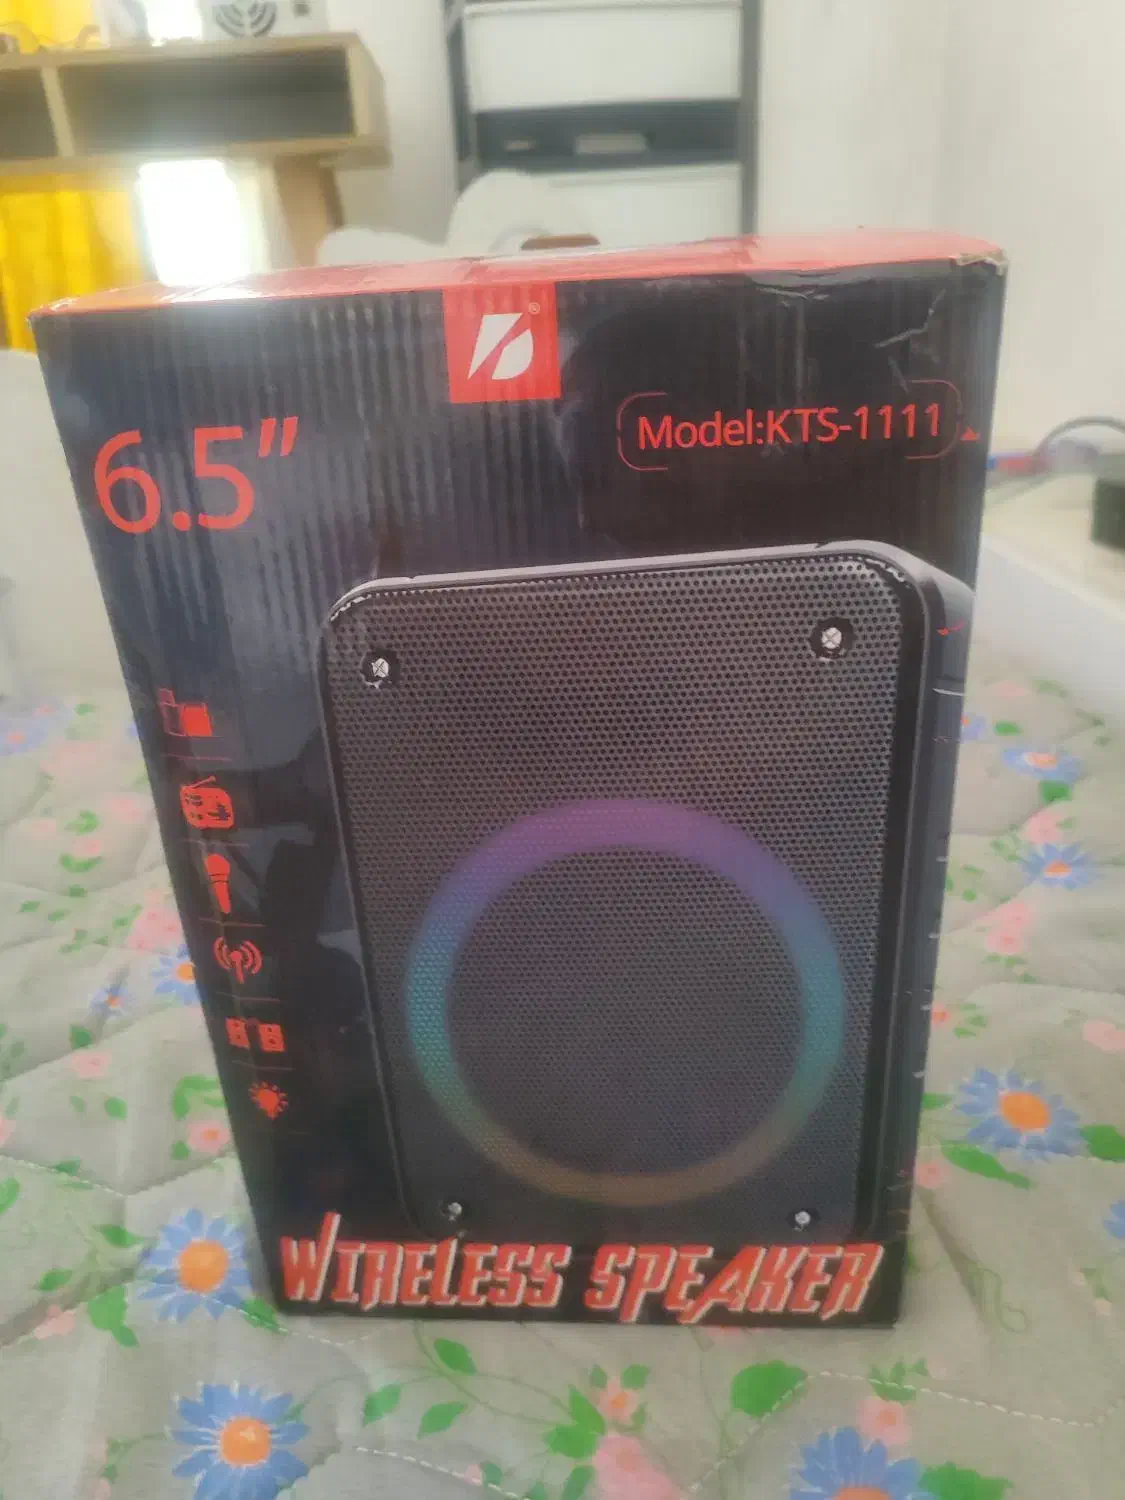 6.5"
Model:KTS-1111
WIRELESS SPEAKER